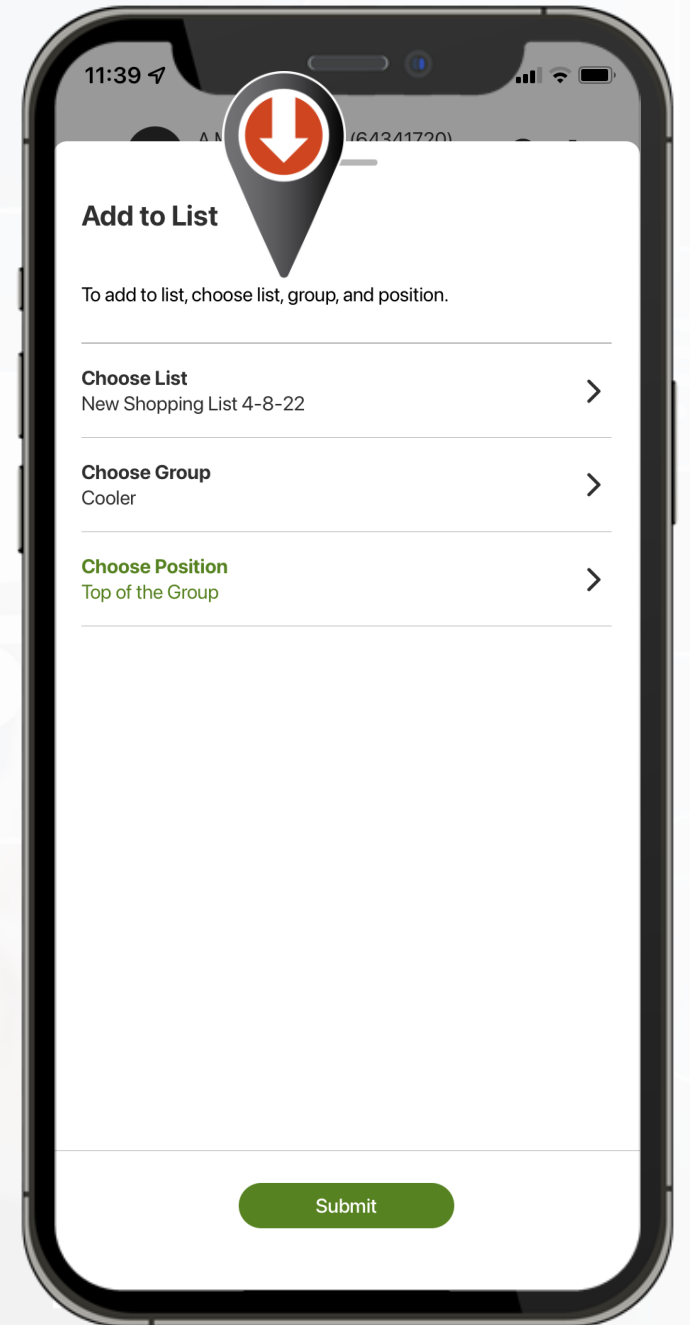 11:39
(64341720)
Add to List
To add to list, choose list, group, and position.
Choose List
New Shopping List 4-8-22
Choose Group
Cooler
Choose Position
Top of the Group
Submit